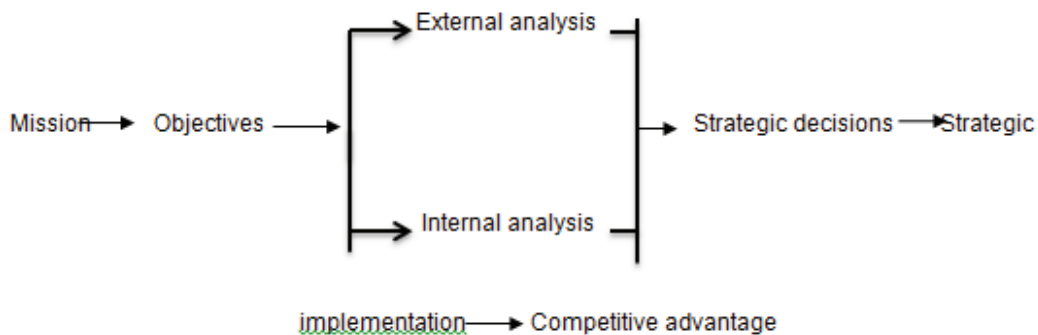 External analysis
Mission Objectives Strategic decisions Strategic
Internal analysis
implementation Competitive advantage